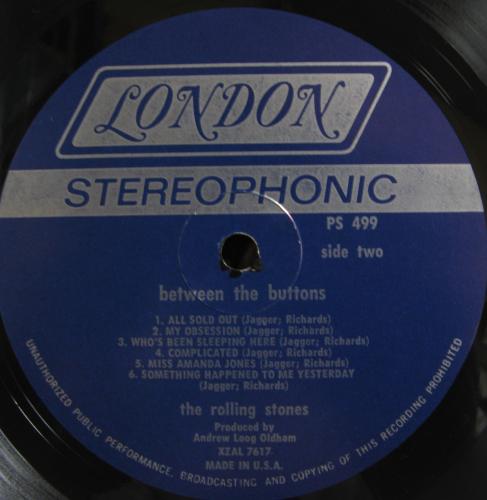 LONDON
STEREOPHONIC
PS 499
side two
between the buttons
1. ALL SOLD OUT (Jagger; Richards)
2. MY OBSESSION (Jagger; Richards)
3. WHO'S BEEN SLEEPING HERE (Jagger; Richards)
4. COMPLICATED (Jagger; Richards)
5. MISS AMANDA JONES (Jagger; Richards)
6. SOMETHING HAPPENED TO ME YESTERDAY
(Jagger; Richards)
the rolling stones
Produced by
Andrew Loog Oldham
XZAL 7617
MADE IN U.S.A.
UNAUTHORIZED PUBLIC PERFORMANCE, BROADCASTING AND COPYING OF THIS RECORDING PROHIBITED